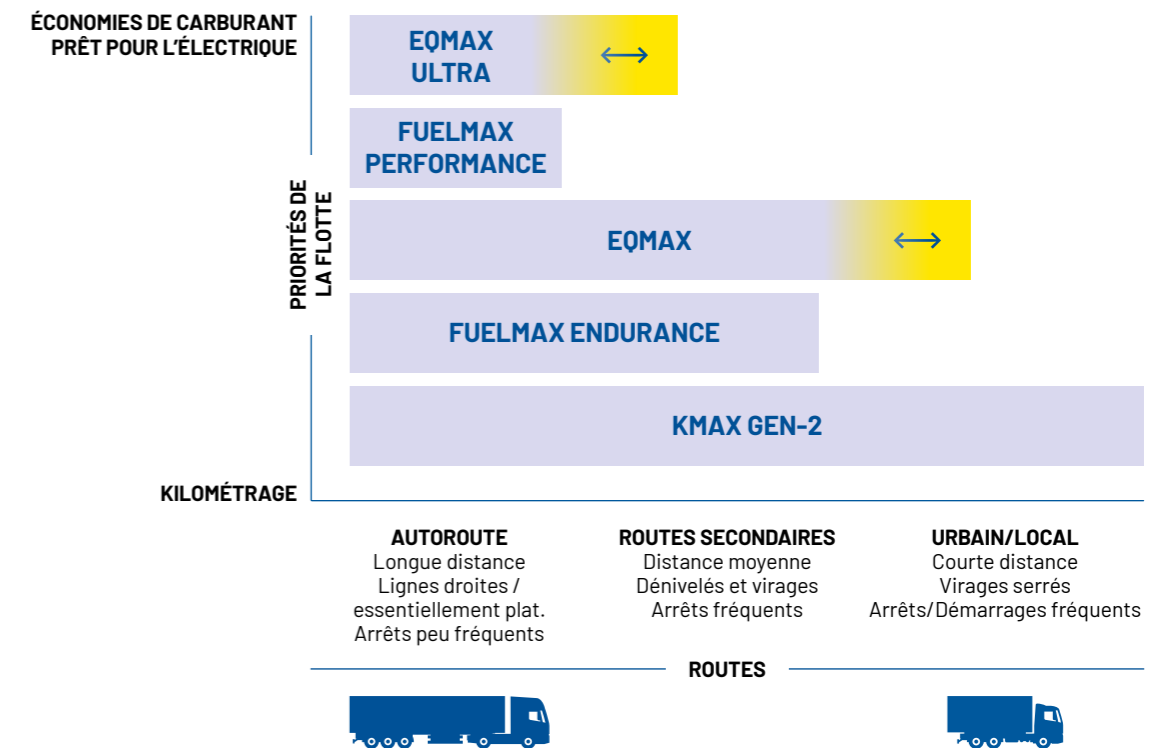 ÉCONOMIES DE CARBURANT
PRÊT POUR L'ÉLECTRIQUE
EQMAX
ULTRA
FUELMAX
PERFORMANCE
PRIORITÉS DE
LA FLOTTE
EQMAX
FUELMAX ENDURANCE
KMAX GEN-2
KILOMÉTRAGE
AUTOROUTE
Longue distance
Lignes droites /
essentiellement plat.
Arrêts peu fréquents
ROUTES SECONDAIRES
Distance moyenne
Dénivelés et virages
Arrêts fréquents
URBAIN/LOCAL
Courte distance
Virages serrés
Arrêts/Démarrages fréquents
ROUTES